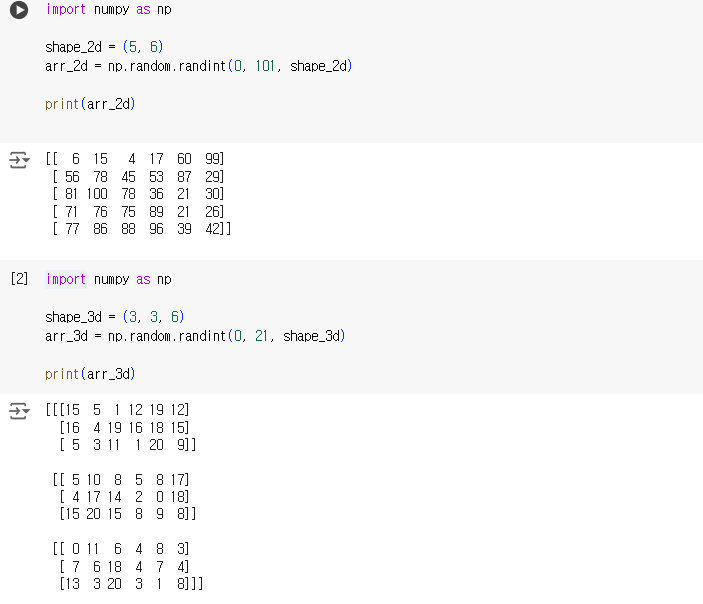 import numpy as np
shape_2d = (5, 6)
arr_2d = np.random.randint(0, 101, shape_2d)
print(arr_2d)
[[  6  15   4  17  60  99]
 [ 56  78  45  53  87  29]
 [ 81 100  78  36  21  30]
 [ 71  76  75  89  21  26]
 [ 77  86  88  96  39  42]]
[2] import numpy as np
shape_3d = (3, 3, 6)
arr_3d = np.random.randint(0, 21, shape_3d)
print(arr_3d)
[[[15  5  1 12 19 12]
  [16  4 19 16 18 15]
  [ 5  3 11  1 20  9]]
 [[ 5 10  8  5  8 17]
  [ 4 17 14  2  0 18]
  [15 20 15  8  9  8]]
 [[ 0 11  6  4  8  3]
  [ 7  6 18  4  7  4]
  [13  3 20  3  1  8]]]